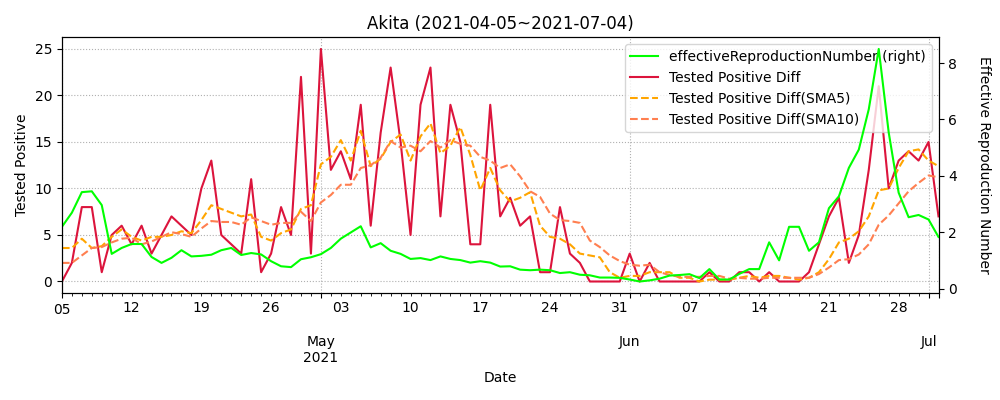 Akita (2021-04-05~2021-07-04)
effectiveReproductionNumber (right)
Tested Positive Diff
Tested Positive Diff(SMA5)
Tested Positive Diff(SMA10)
Tested Positive
25
20
15
10
5
0
8
6
4
2
0
Effective Reproduction Number
05 12 19 26 03 10 17 24 31 07 14 21 28
May Jun Jul
2021
Date